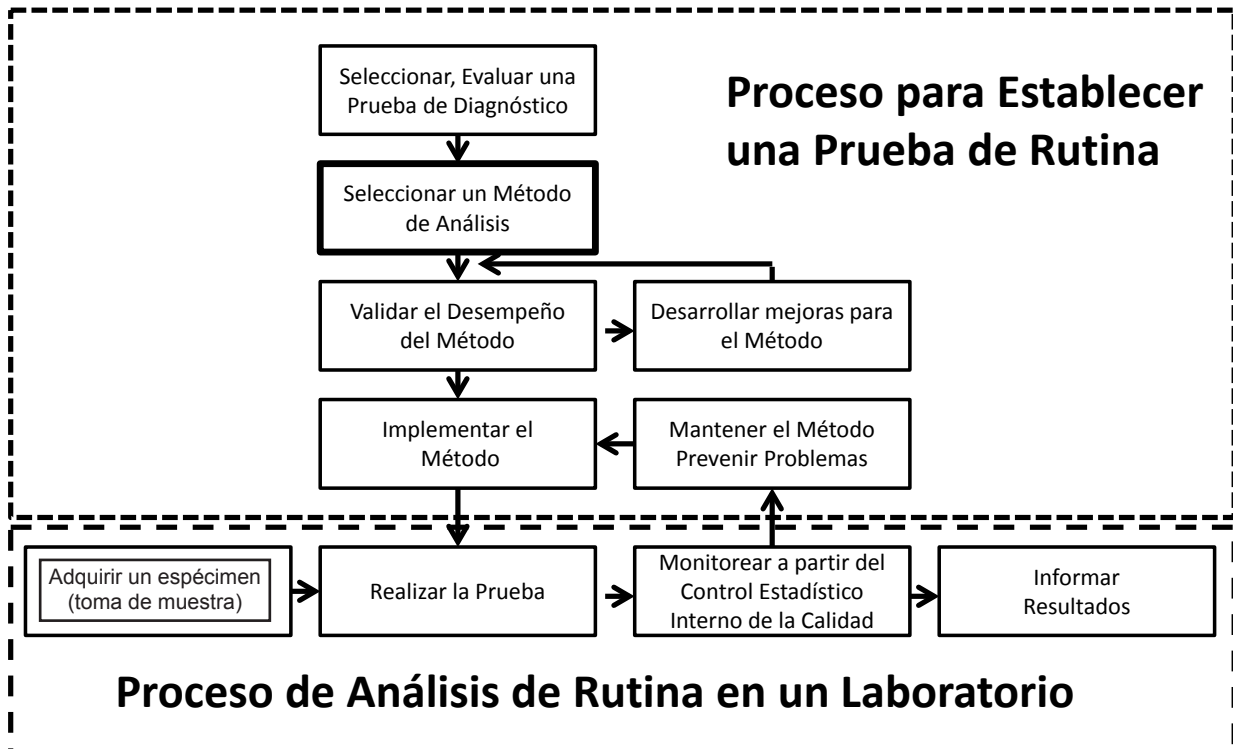 Seleccionar, Evaluar una
Prueba de Diagnóstico
Proceso para Establecer
una Prueba de Rutina
Seleccionar un Método
de Análisis
Validar el Desempeño
del Método
Desarrollar mejoras para
el Método
Implementar el
Método
Mantener el Método
Prevenir Problemas
Adquirir un espécimen
(toma de muestra)
Realizar la Prueba
Monitorear a partir del
Control Estadístico
Interno de la Calidad
Informar
Resultados
Proceso de Análisis de Rutina en un Laboratorio